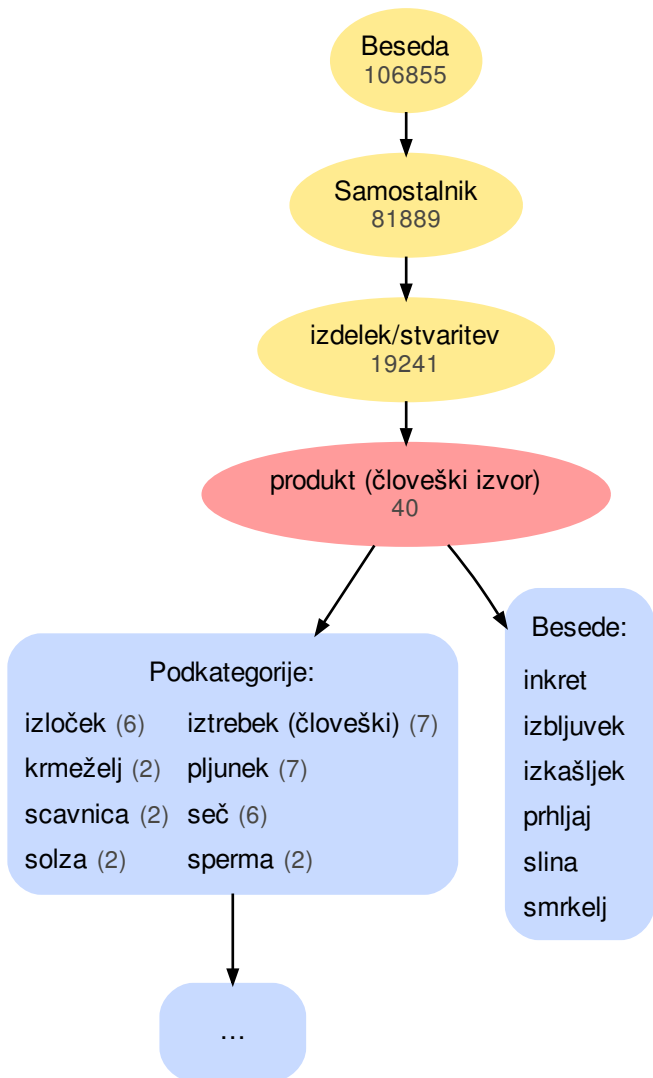 Beseda
106855
Samostalnik
81889
izdelek/stvaritev
19241
produkt (človeški izvor)
40
Podkategorije:
izloček (6) iztrebek (človeški) (7)
krmeželj (2) pljunek (7)
scavnica (2) seč (6)
solza (2) sperma (2)
...
Besede:
inkret
izbljuvek
izkašljek
prhljaj
slina
smrkelj